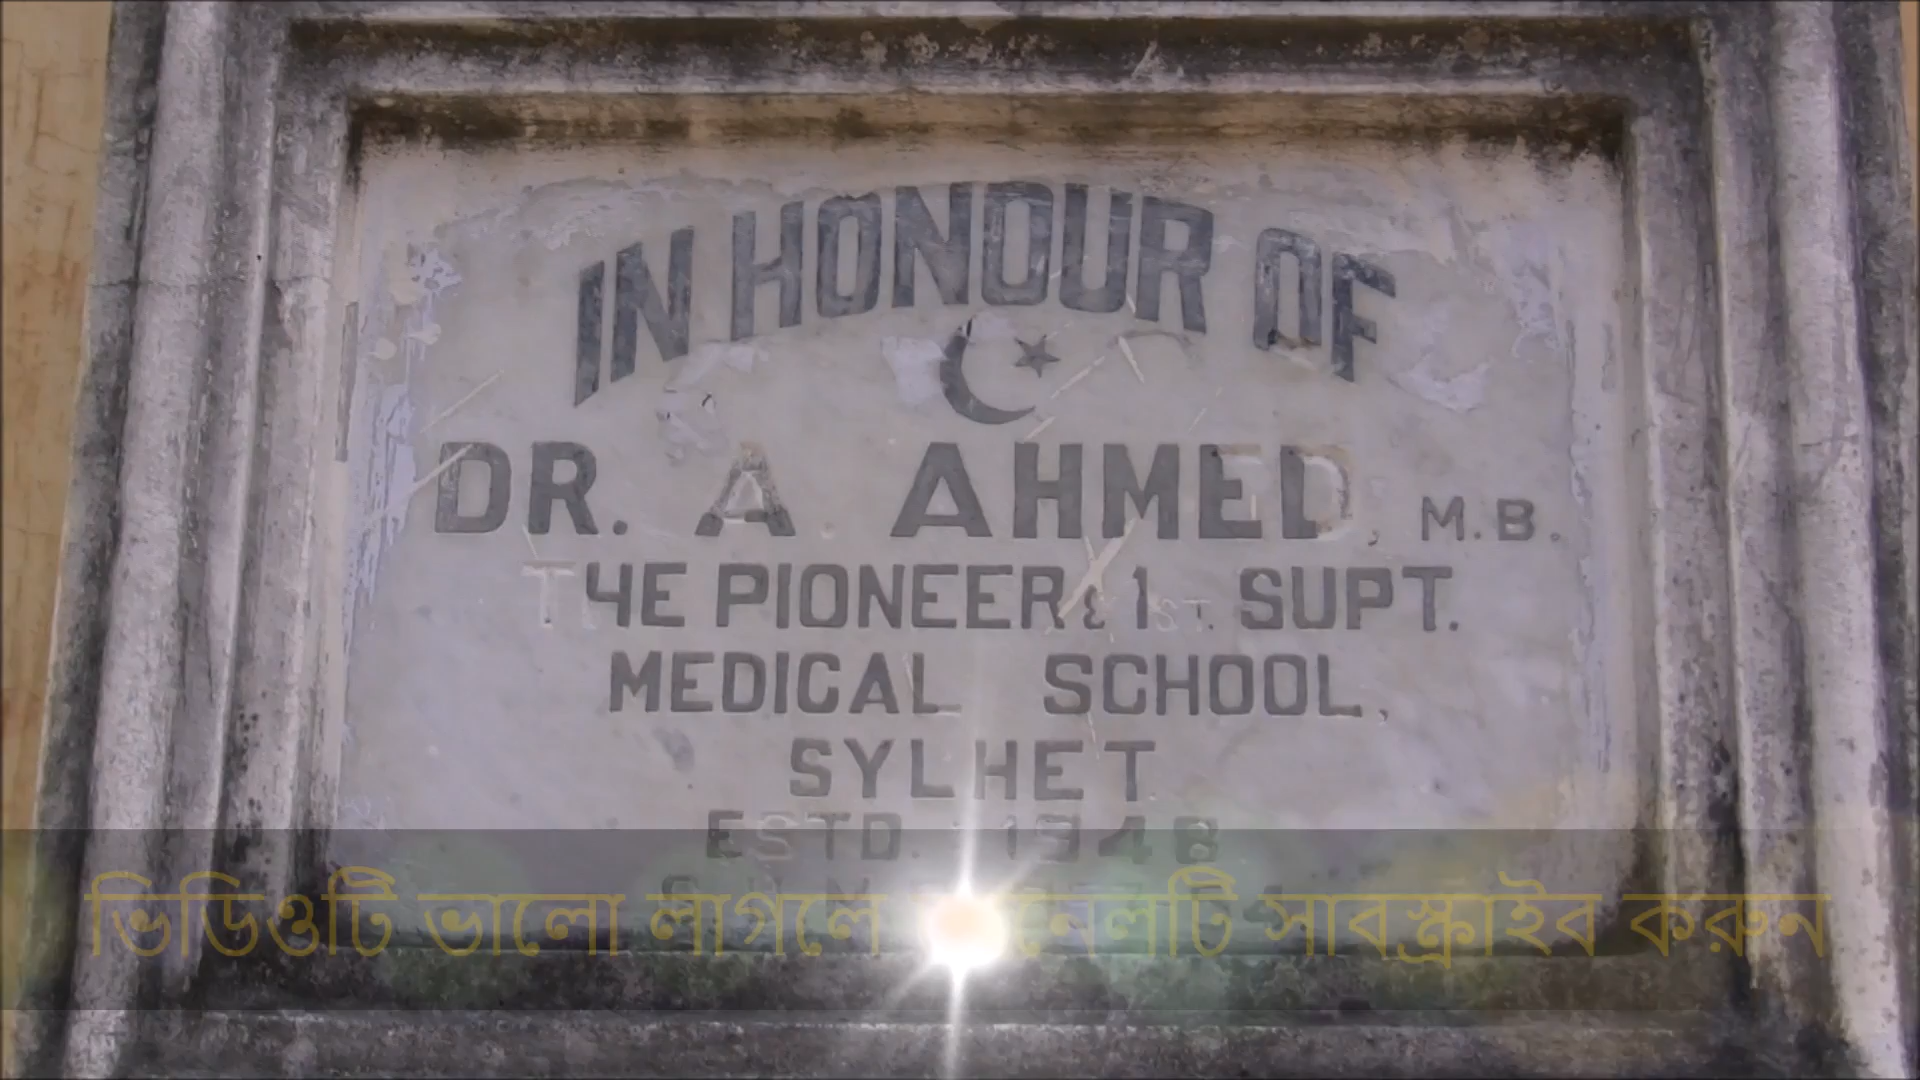 IN HONOUR OF
DR. A AHMED, M.B.
THE PIONEER & 1ST. SUPT.
MEDICAL SCHOOL,
SYLHET
ESTD. 1948
ভিডিওটি ভালো লাগলে সাবস্ক্রাইব করুন